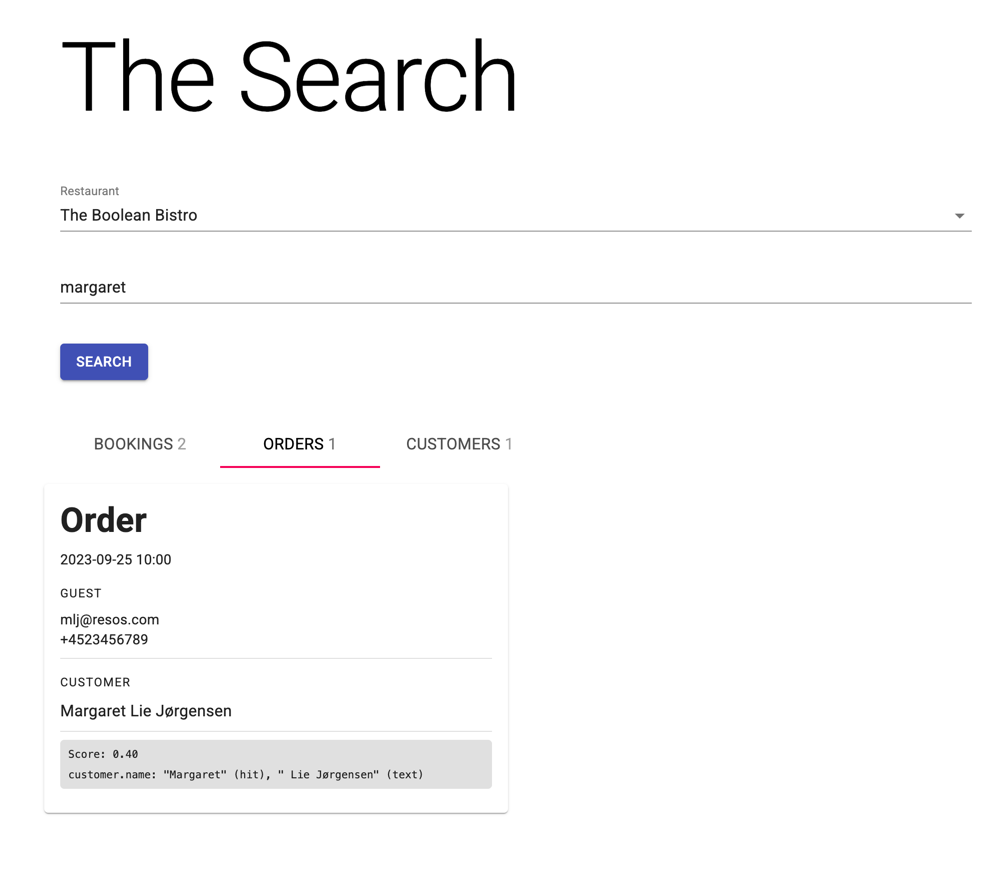 The Search
Restaurant
The Boolean Bistro
margaret
SEARCH
BOOKINGS 2 ORDERS 1 CUSTOMERS 1
Order
2023-09-25 10:00
GUEST
mlj@resos.com
+4523456789
CUSTOMER
Margaret Lie Jørgensen
Score: 0.40
customer.name: "Margaret" (hit), " Lie Jørgensen" (text)